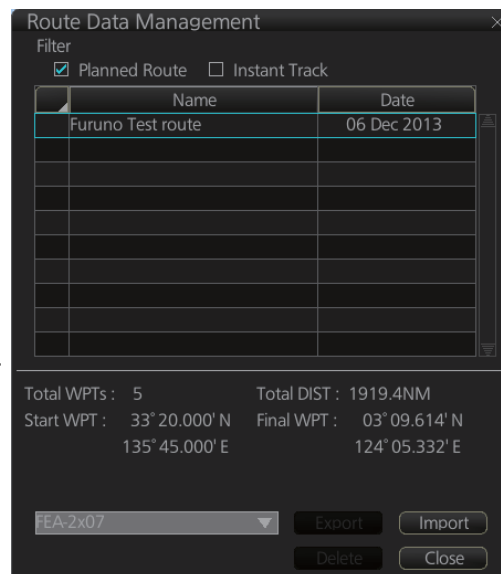 Route Data Management
Filter
Planned Route Instant Track
Name Date
Furuno Test route 06 Dec 2013
Total WPTs : 5 Total DIST : 1919.4NM
Start WPT : 33° 20.000' N Final WPT : 03° 09.614' N
135° 45.000' E 124° 05.332' E
FEA-2x07 Export Import
Delete Close